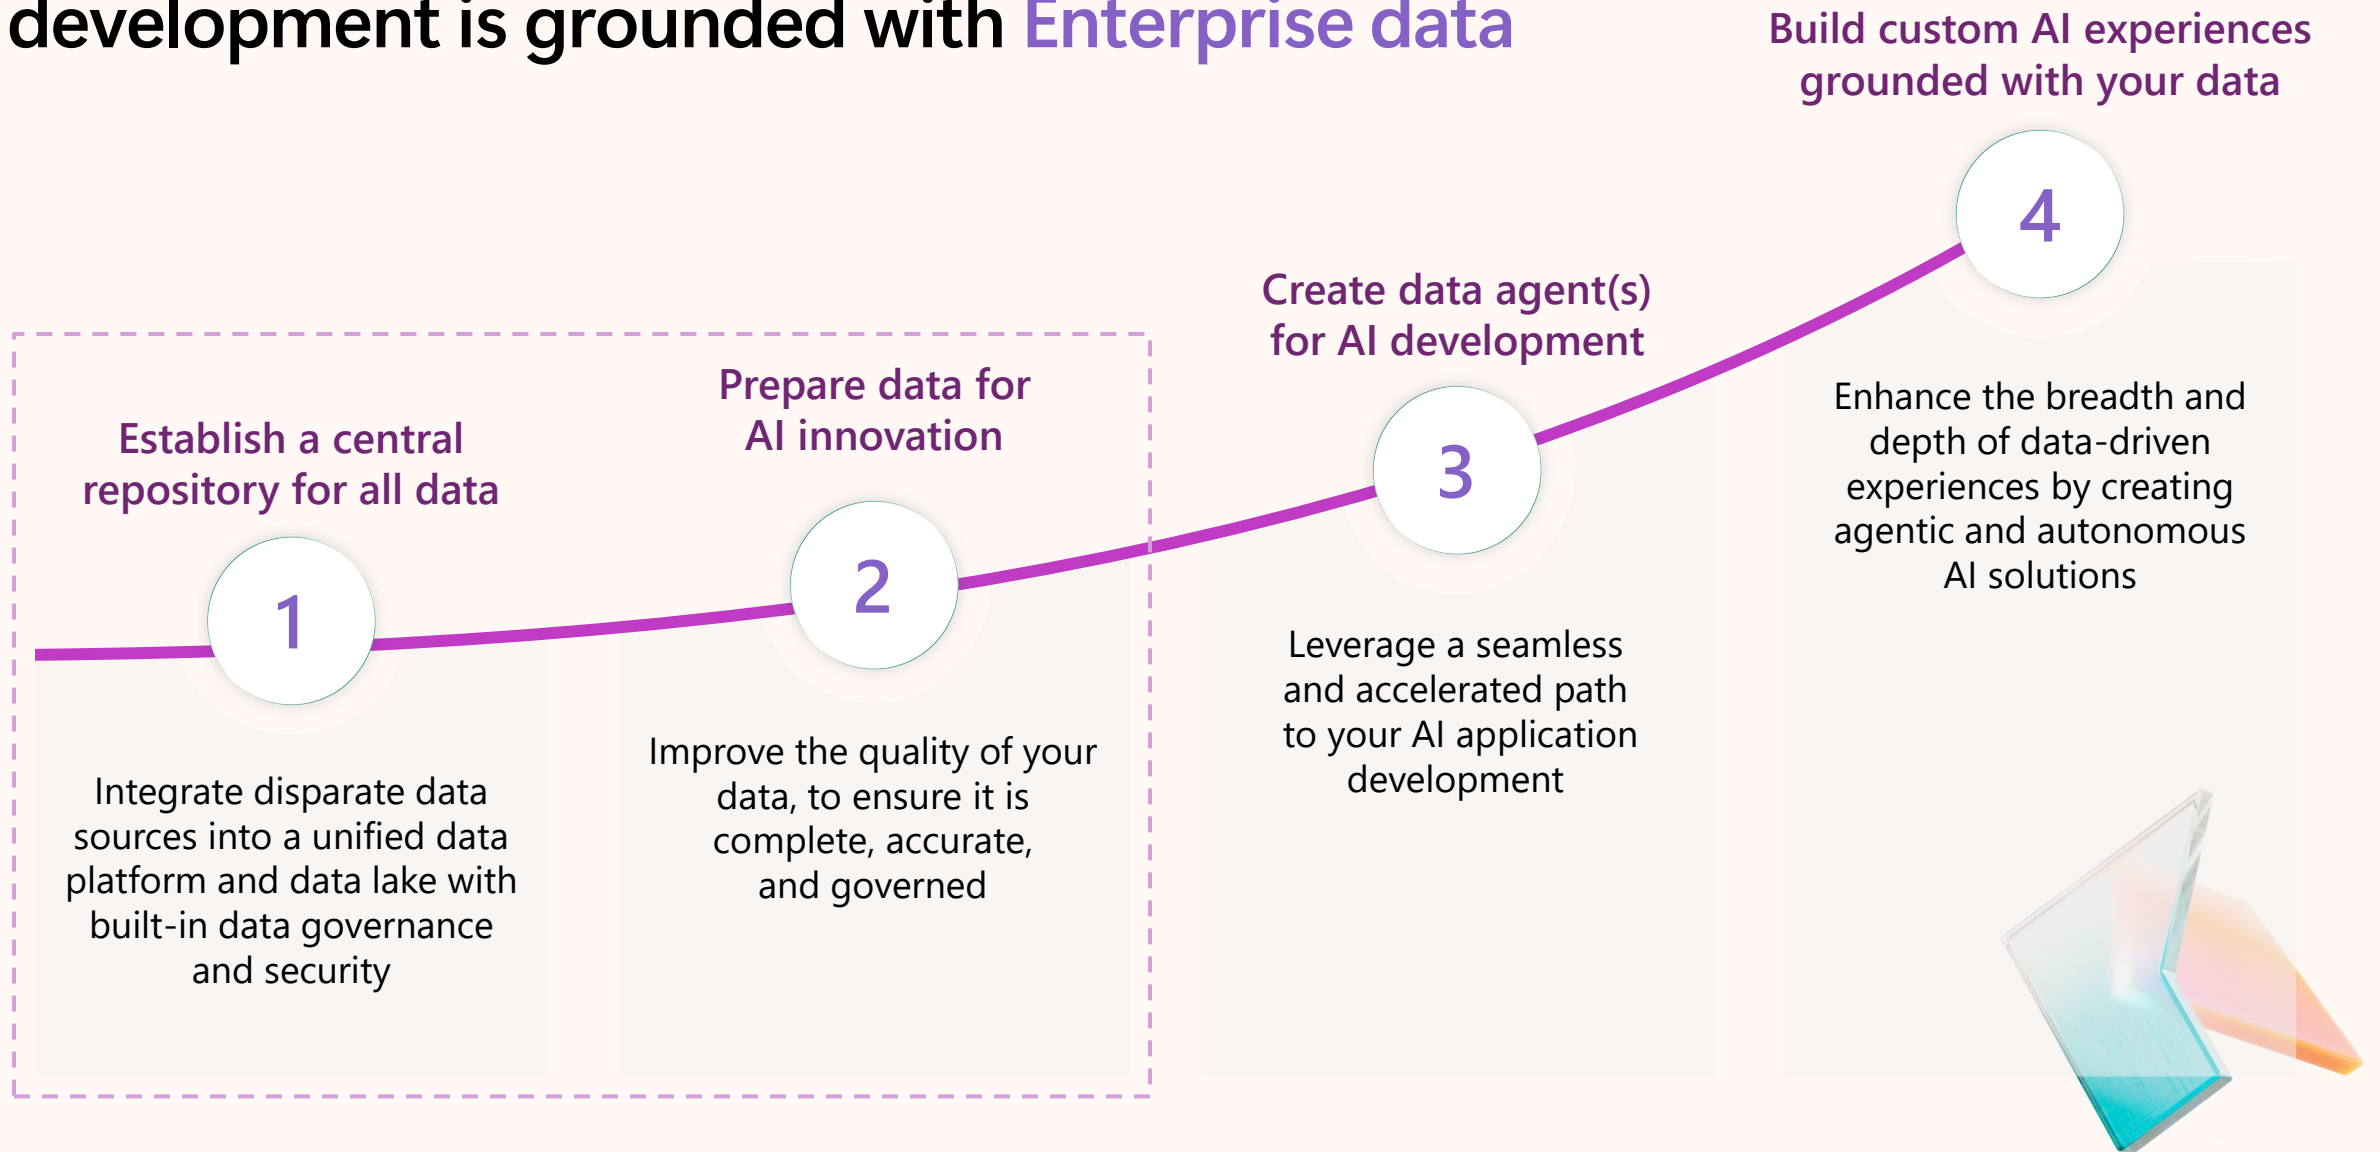 development is grounded with Enterprise data
Establish a central
repository for all data
1
Integrate disparate data
sources into a unified data
platform and data lake with
built-in data governance
and security
Prepare data for
AI innovation
2
Improve the quality of your
data, to ensure it is
complete, accurate,
and governed
Create data agent(s)
for AI development
3
Leverage a seamless
and accelerated path
to your AI application
development
Build custom AI experiences
grounded with your data
4
Enhance the breadth and
depth of data-driven
experiences by creating
agentic and autonomous
AI solutions